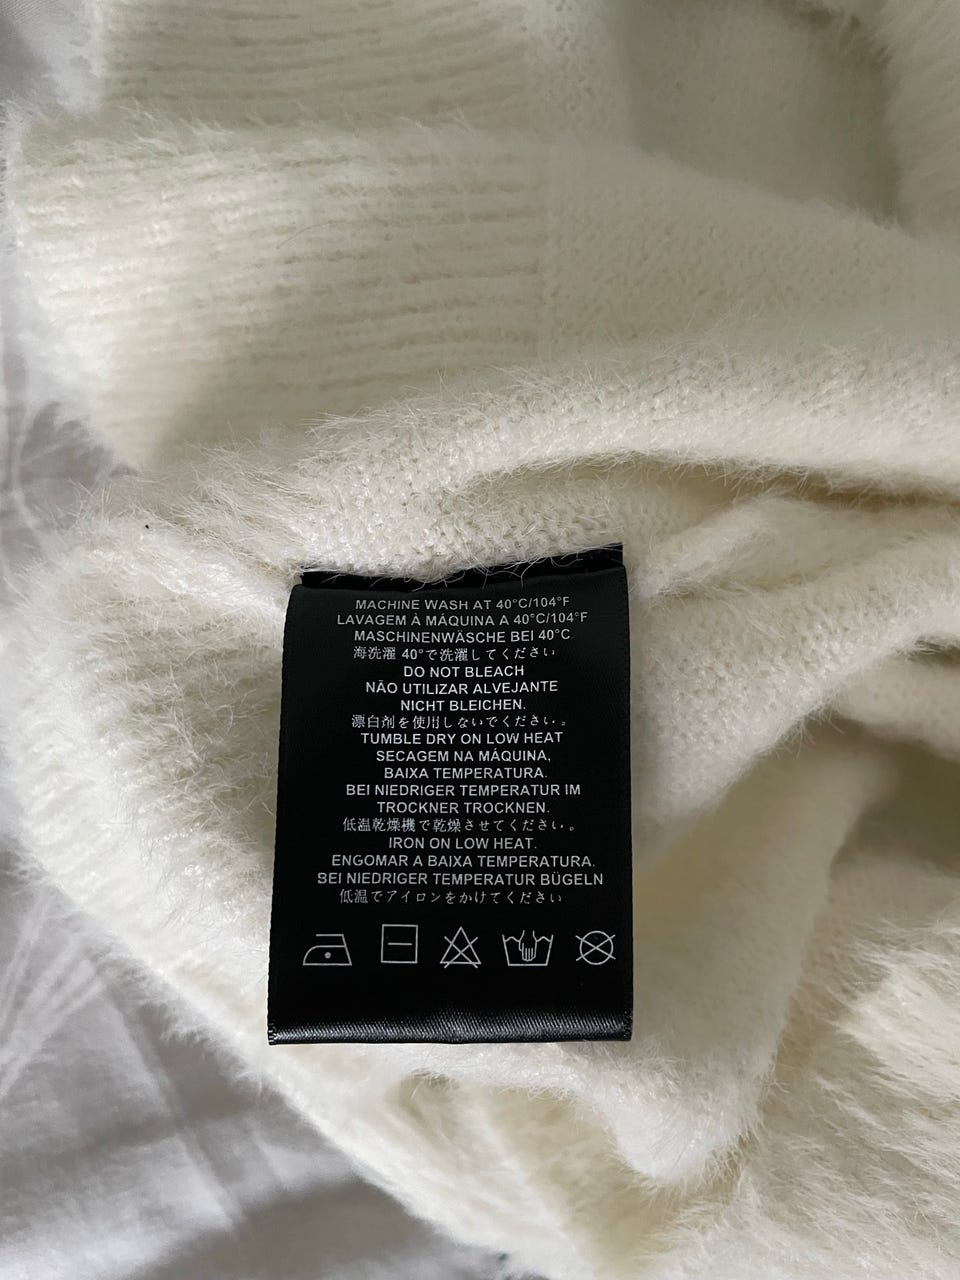 MACHINE WASH AT 40°C/104°F
LAVAGEM À MÁQUINA A 40°C/104°F
MASCHINENWÄSCHE BEI 40°C
海洗濯 40°で洗濯してください
DO NOT BLEACH
NÃO UTILIZAR ALVEJANTE
NICHT BLEICHEN.
漂白剤を使用しないでください。
TUMBLE DRY ON LOW HEAT
SECAGEM NA MÁQUINA,
BAIXA TEMPERATURA.
BEI NIEDRIGER TEMPERATUR IM
TROCKNER TROCKNEN.
低温乾燥機で乾燥させてください。
IRON ON LOW HEAT.
ENGOMAR A BAIXA TEMPERATURA.
BEI NIEDRIGER TEMPERATUR BÜGELN
低温でアイロンをかけてください